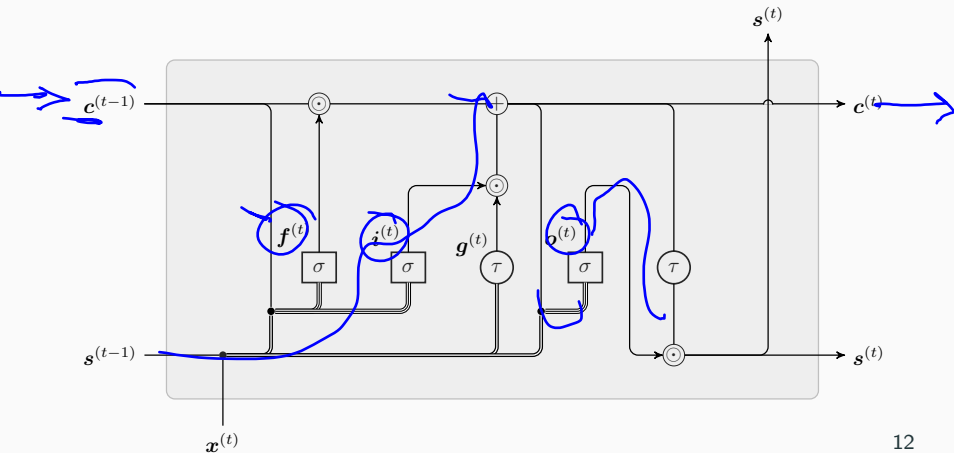 s^(t)
c^(t−1) ⊙ + c^(t)
⊙
f^(t) i^(t) g^(t) o^(t)
σ σ τ σ τ
s^(t−1) ⊙ s^(t)
x^(t)
12